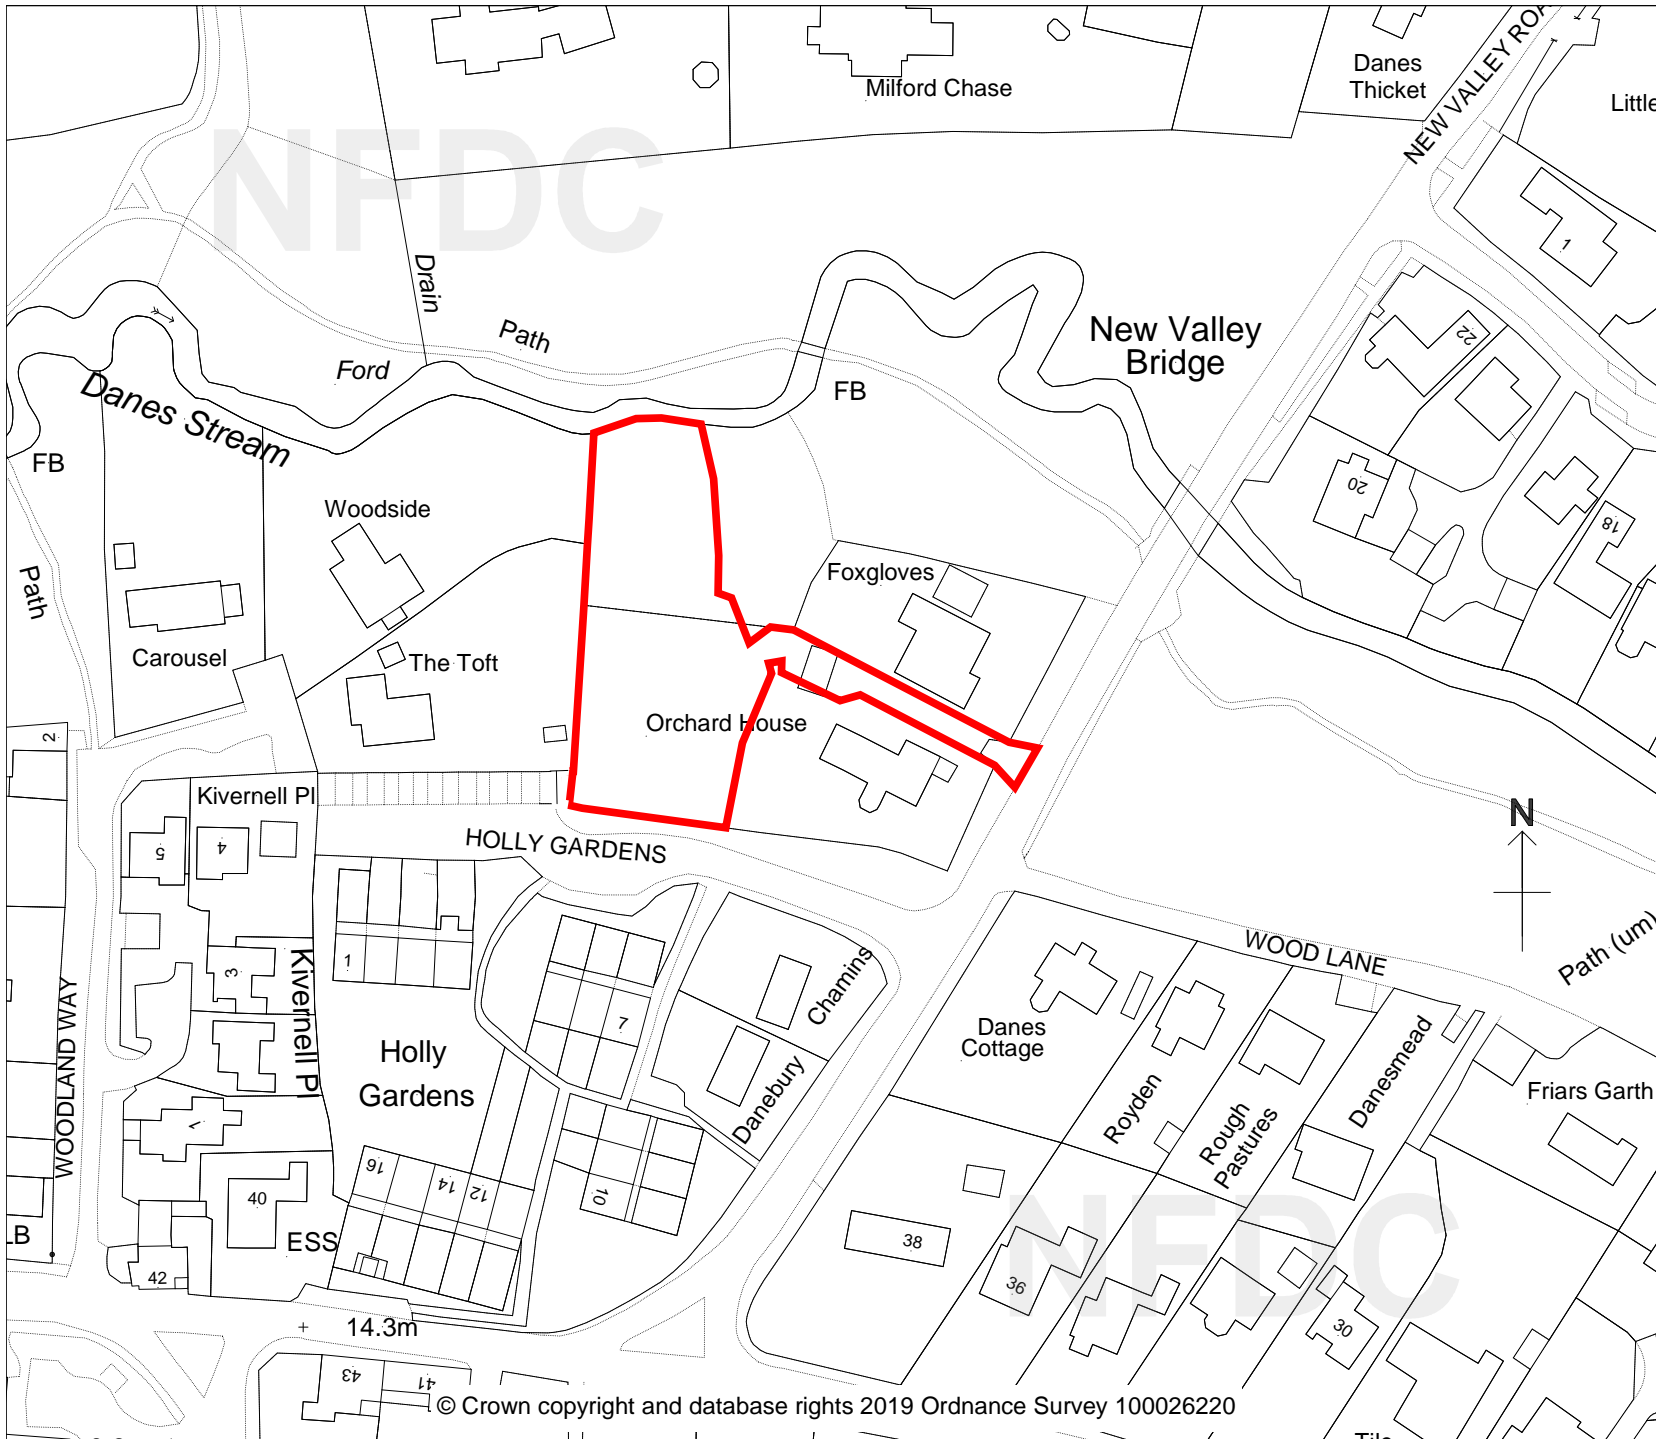 NFDC
Milford Chase
Danes
Thicket
NEW VALLEY ROA
Little
1
Drain
Path
Ford
New Valley
Bridge
22
Danes Stream
FB
FB
20
18
Woodside
Foxgloves
Path
Carousel
The Toft
Orchard House
2
Kivernell Pl
5
4
HOLLY GARDENS
N
WOOD LANE
Path (um)
3
Kivernell Pl
1
7
Chamins
Danes
Cottage
WOODLAND WAY
Holly
Gardens
Danebury
Royden
Rough
Pastures
Danesmead
Friars Garth
1
16
14
12
10
40
ESS
LB
42
38
36
30
NFDC
14.3m
43
41
© Crown copyright and database rights 2019 Ordnance Survey 100026220